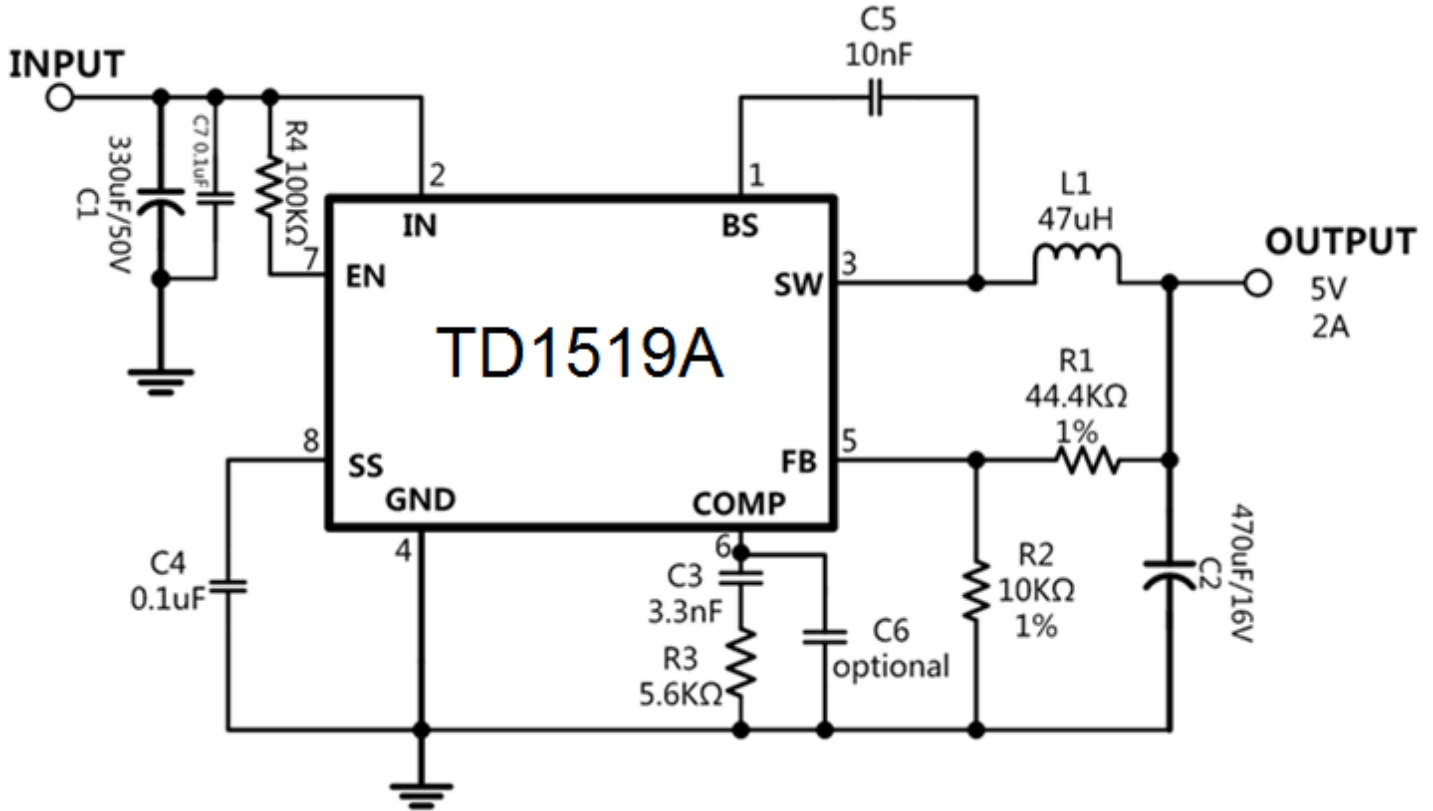 C5
10nF
INPUT
C7 0.1uF
R4 100KΩ
330uF/50V
C1
2
1
IN
BS
L1
47uH
OUTPUT
5V
2A
7
EN
SW
3
TD1519A
R1
44.4KΩ
1%
8
SS
FB
5
GND
COMP
4
6
C4
0.1uF
C3
3.3nF
R3
5.6KΩ
C6
optional
R2
10KΩ
1%
470uF/16V
C2